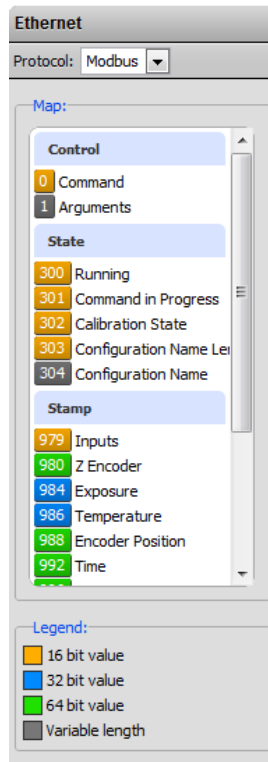 Ethernet
Protocol: Modbus
Map:
Control
0 Command
1 Arguments
State
300 Running
301 Command in Progress
302 Calibration State
303 Configuration Name Le
304 Configuration Name
Stamp
979 Inputs
980 Z Encoder
984 Exposure
986 Temperature
988 Encoder Position
992 Time
Legend:
16 bit value
32 bit value
64 bit value
Variable length